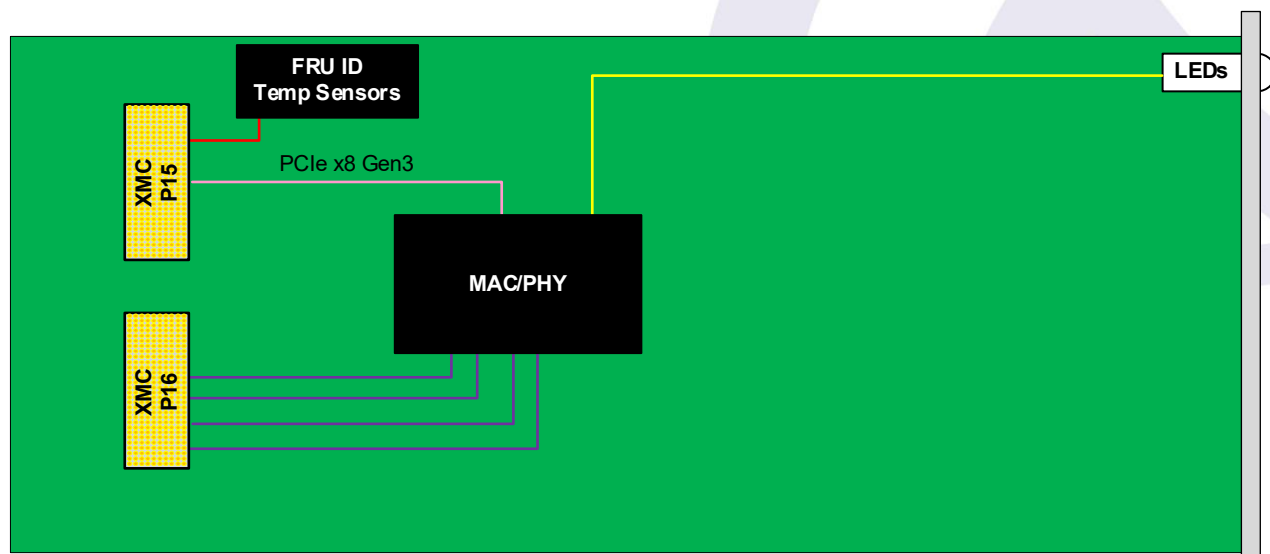 FRU ID
Temp Sensors
LEDs
XMC
P15
PCIe x8 Gen3
MAC/PHY
XMC
P16